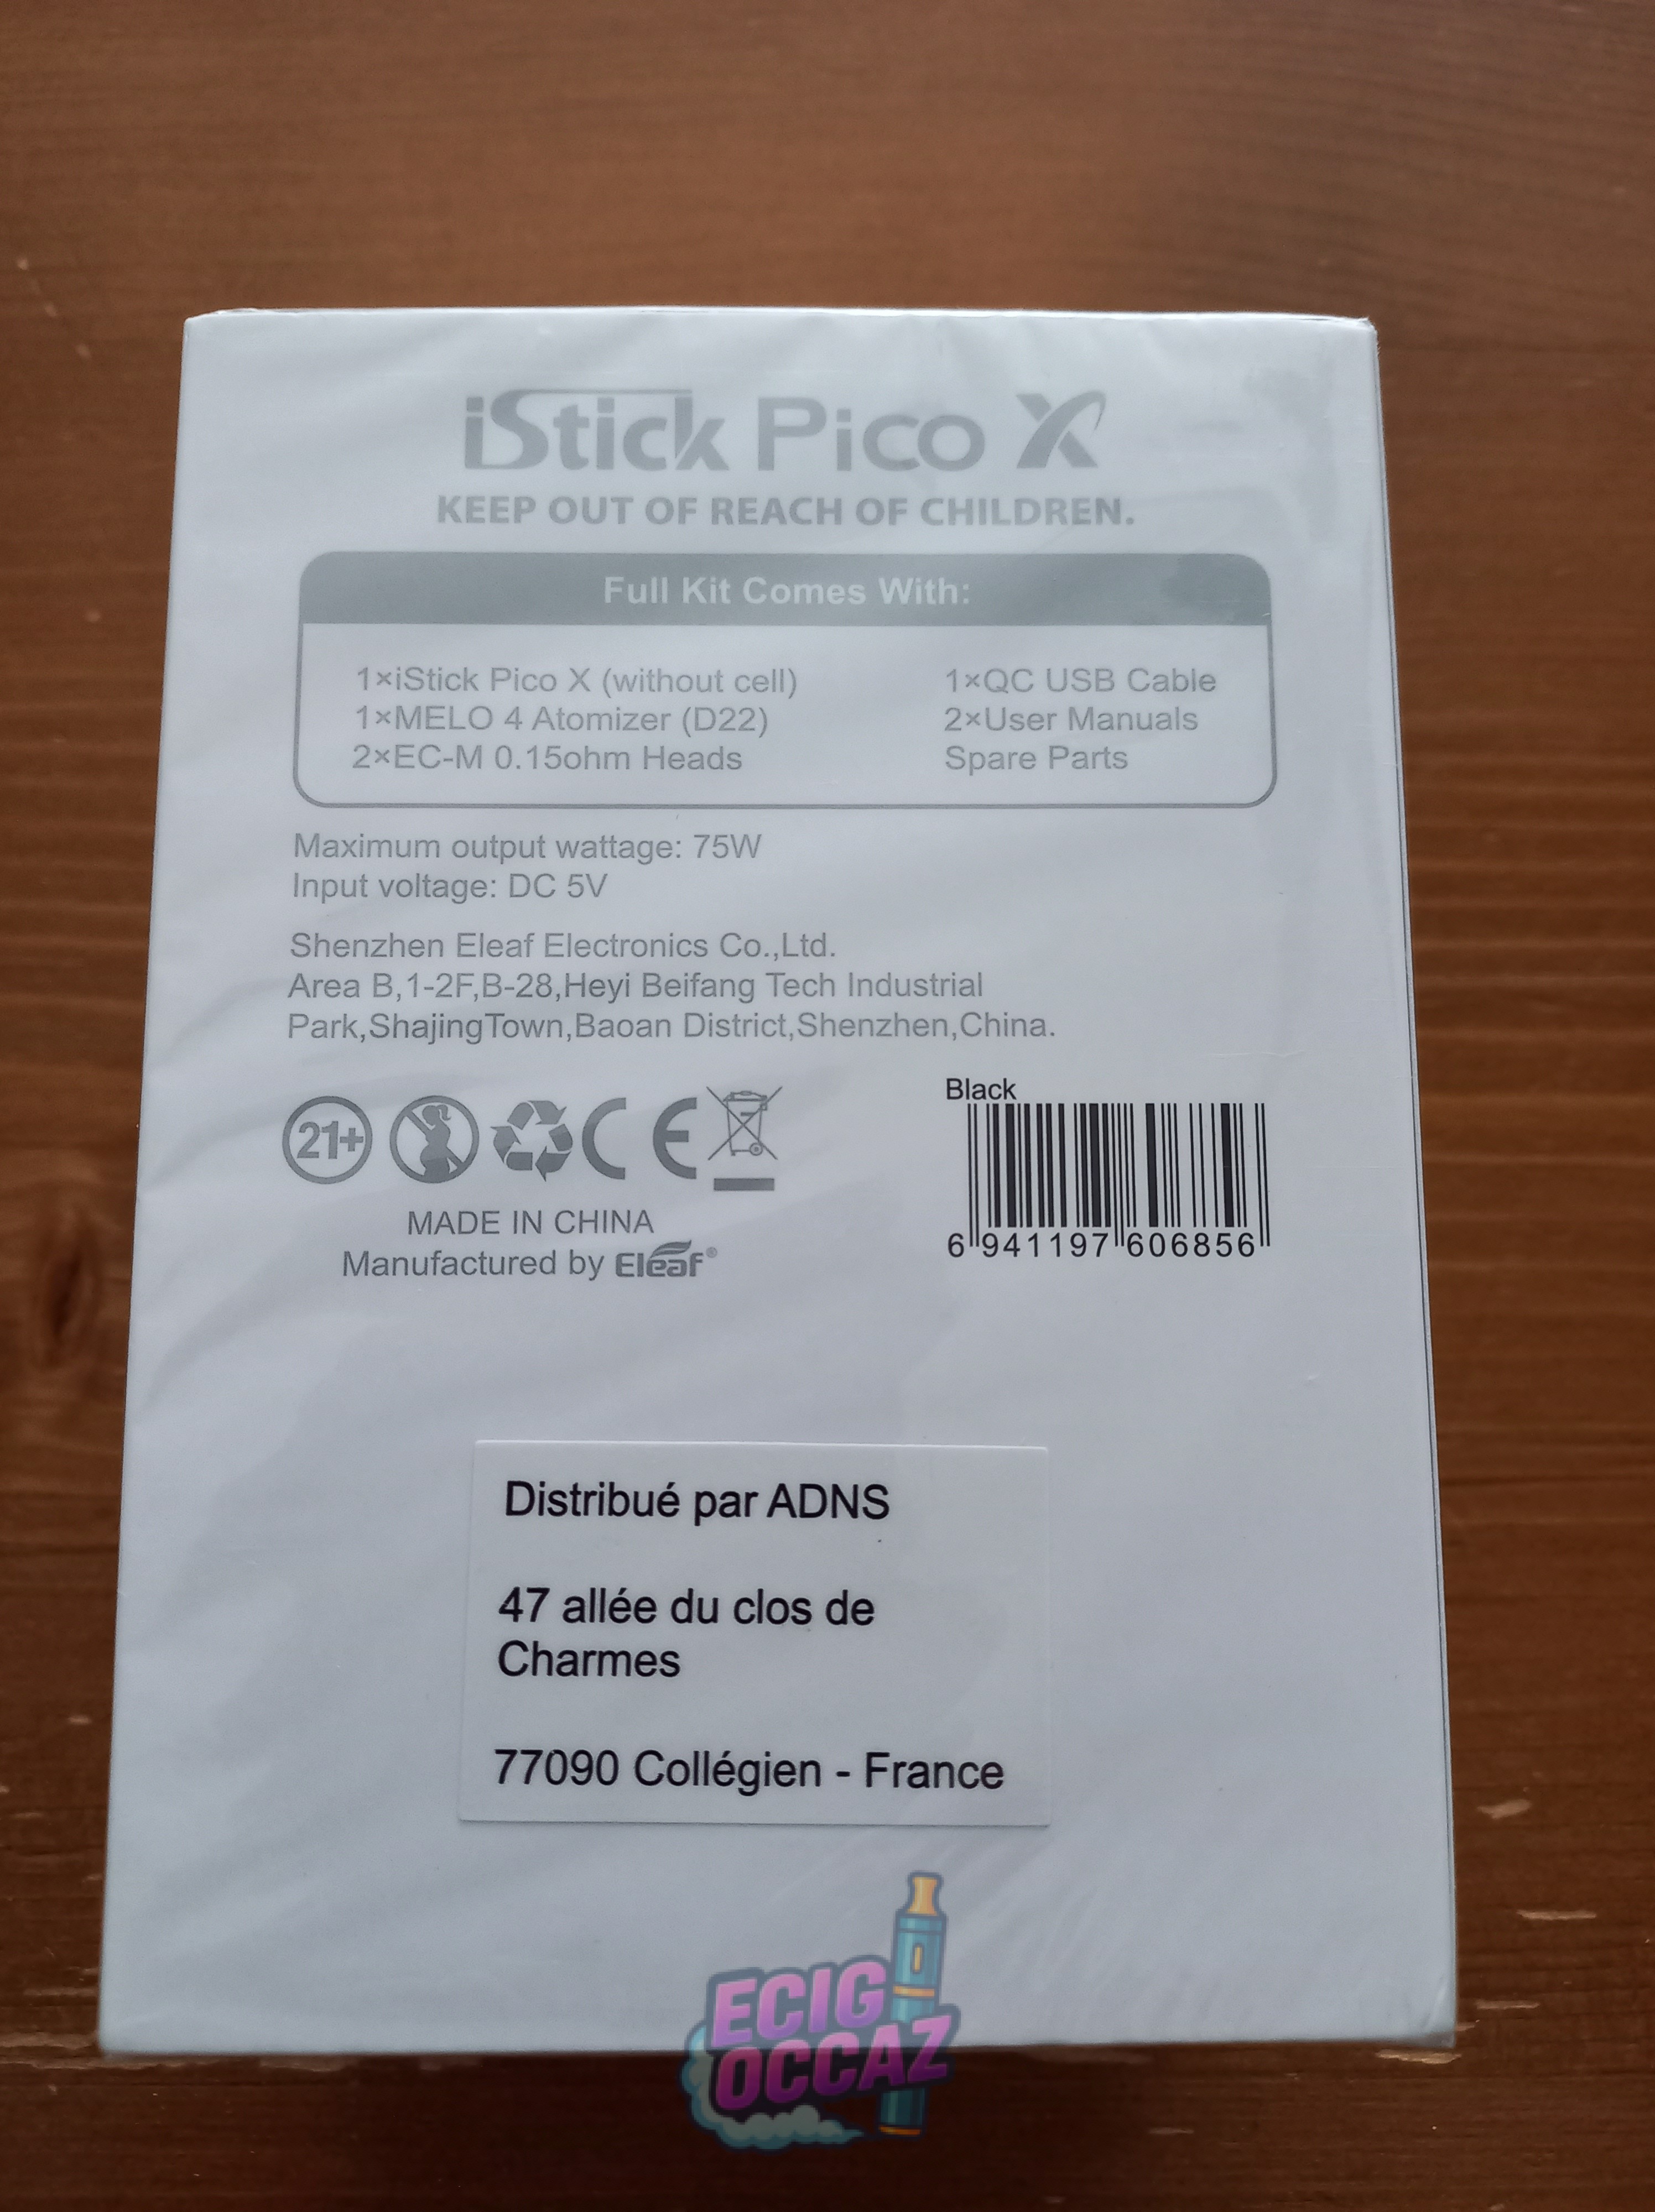 iStick Pico X
KEEP OUT OF REACH OF CHILDREN.
Full Kit Comes With:
1×iStick Pico X (without cell)
1×MELO 4 Atomizer (D22)
2×EC-M 0.15ohm Heads
1×QC USB Cable
2×User Manuals
Spare Parts
Maximum output wattage: 75W
Input voltage: DC 5V
Shenzhen Eleaf Electronics Co.,Ltd.
Area B,1-2F,B-28,Heyi Beifang Tech Industrial
Park,ShajingTown,Baoan District,Shenzhen,China.
21+
CE
MADE IN CHINA
Manufactured by Eleaf®
Black
6 941197 606856
Distribué par ADNS
47 allée du clos de
Charmes
77090 Collégien - France
ECIG
OCCAZ